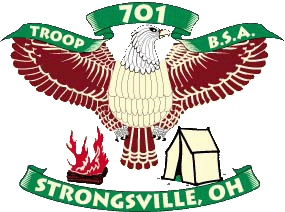 701
TROOP B.S.A.
STRONGSVILLE, OH